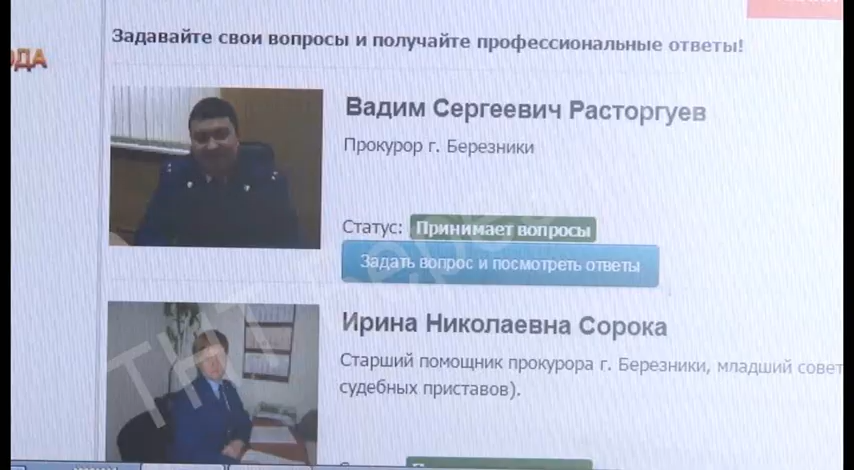 ОДА
Задавайте свои вопросы и получайте профессиональные ответы!
Вадим Сергеевич Расторгуев
Прокурор г. Березники
Статус: Принимает вопросы
Задать вопрос и посмотреть ответы
Ирина Николаевна Сорока
Старший помощник прокурора г. Березники, младший совет
судебных приставов).